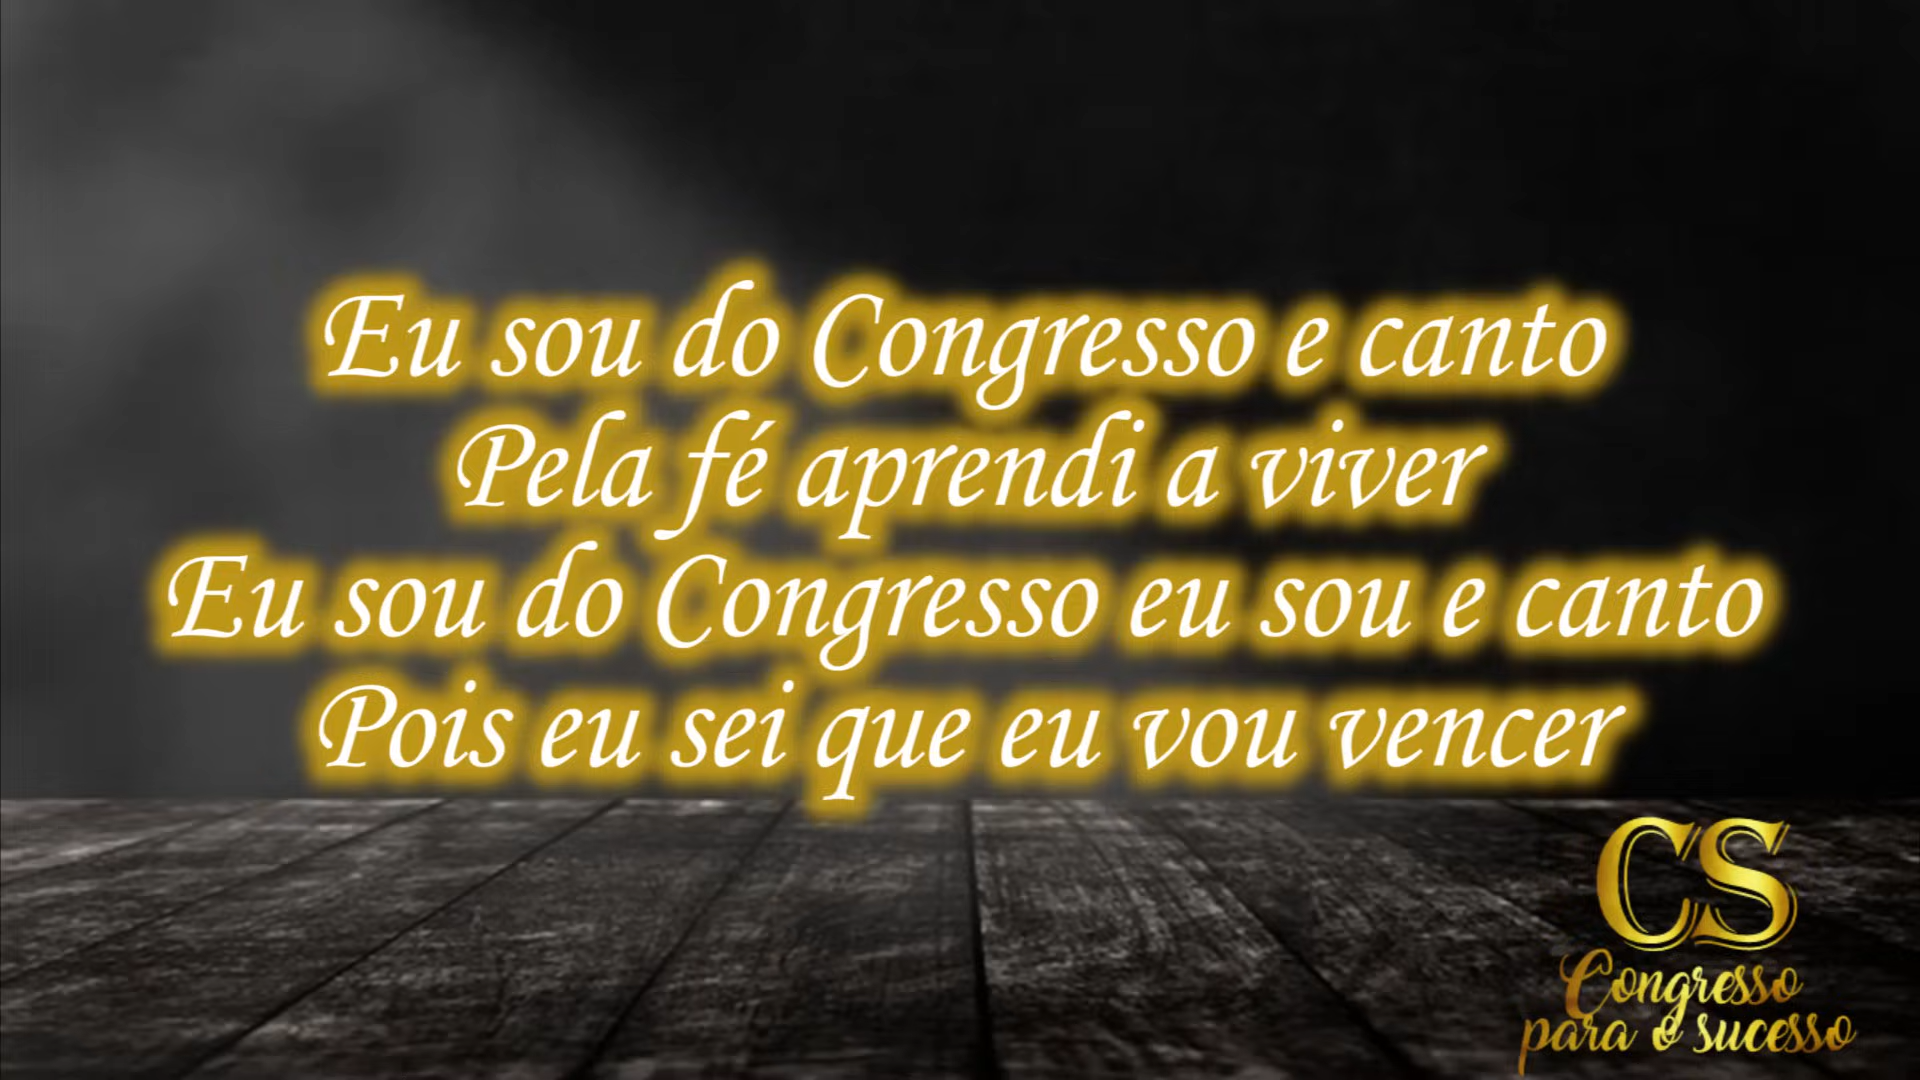 Eu sou do Congresso e canto
Pela fé aprendi a viver
Eu sou do Congresso eu sou e canto
Pois eu sei que eu vou vencer
CS
Congresso
para o sucesso